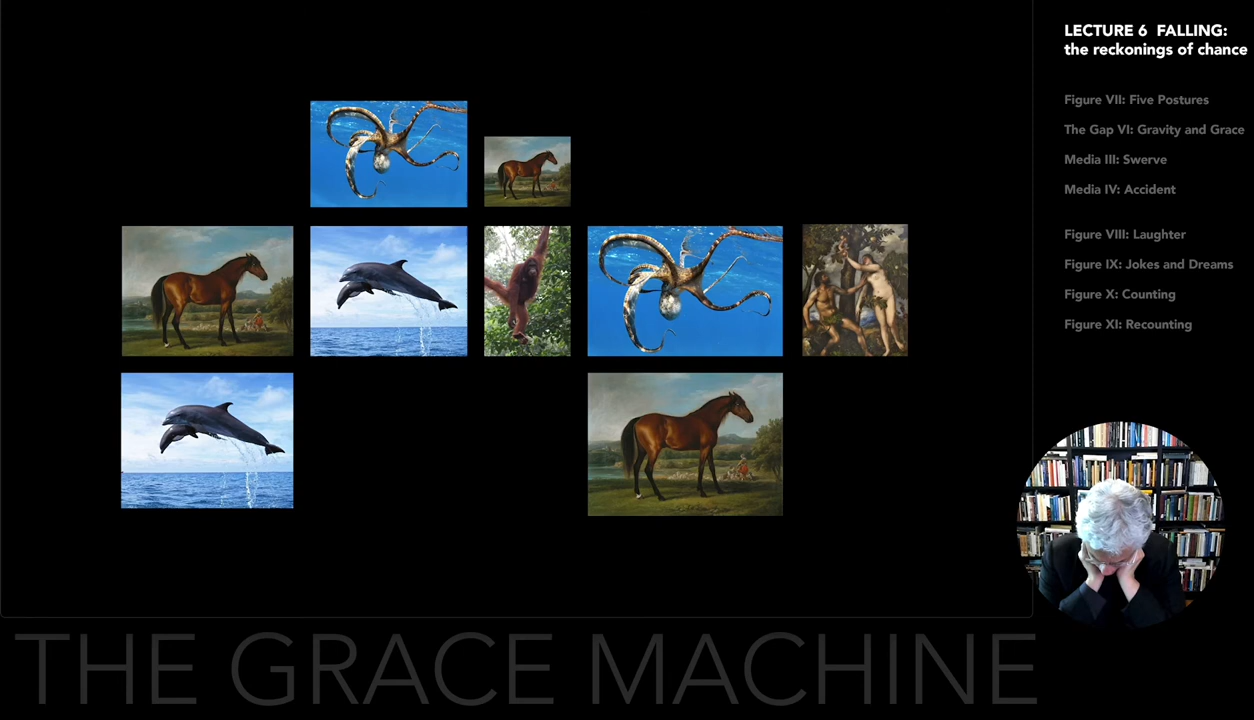 LECTURE 6 FALLING:
the reckonings of chance
Figure VII: Five Postures
The Gap VI: Gravity and Grace
Media III: Swerve
Media IV: Accident
Figure VIII: Laughter
Figure IX: Jokes and Dreams
Figure X: Counting
Figure XI: Recounting
THE GRACE MACHINE